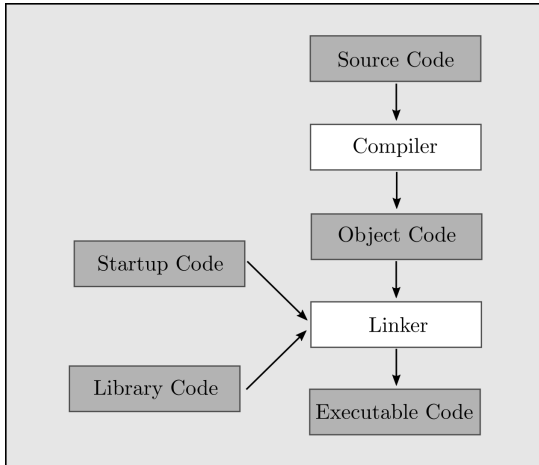 Source Code
Compiler
Object Code
Startup Code
Linker
Library Code
Executable Code